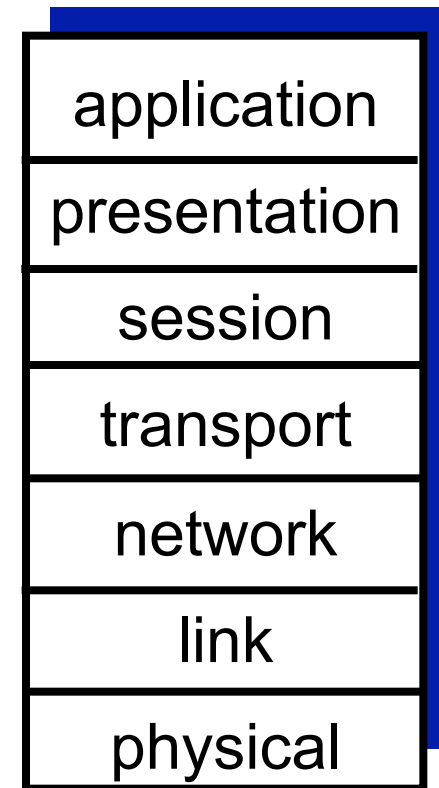 application
presentation
session
transport
network
link
physical